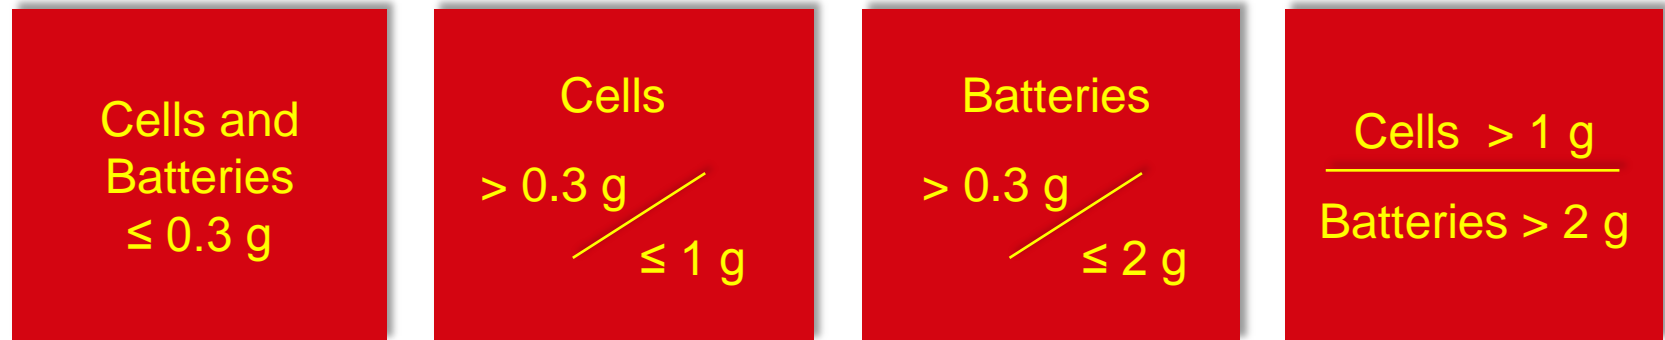 Cells and
Batteries
≤ 0.3 g
Cells
> 0.3 g
≤ 1 g
Batteries
> 0.3 g
≤ 2 g
Cells > 1 g
Batteries > 2 g